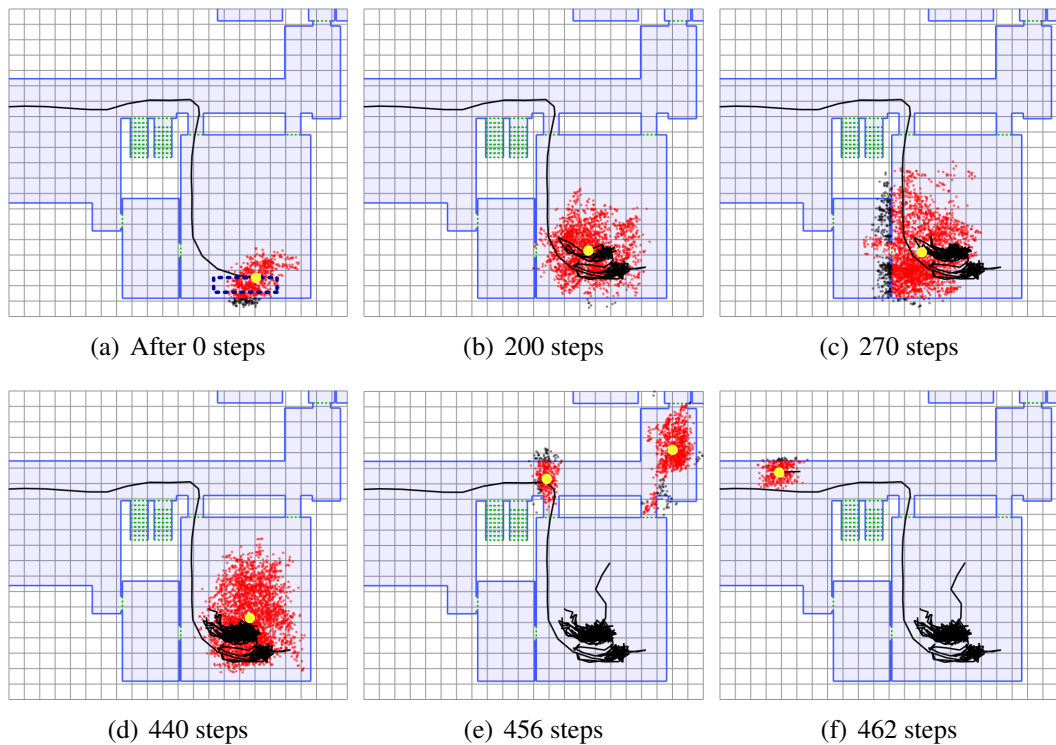 (a) After 0 steps
(b) 200 steps
(c) 270 steps
(d) 440 steps
(e) 456 steps
(f) 462 steps